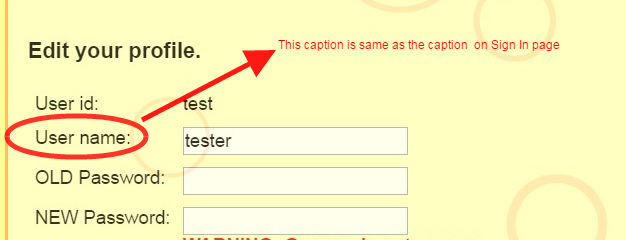 Edit your profile.
This caption is same as the caption on Sign In page
User id: test
User name: tester
OLD Password:
NEW Password: